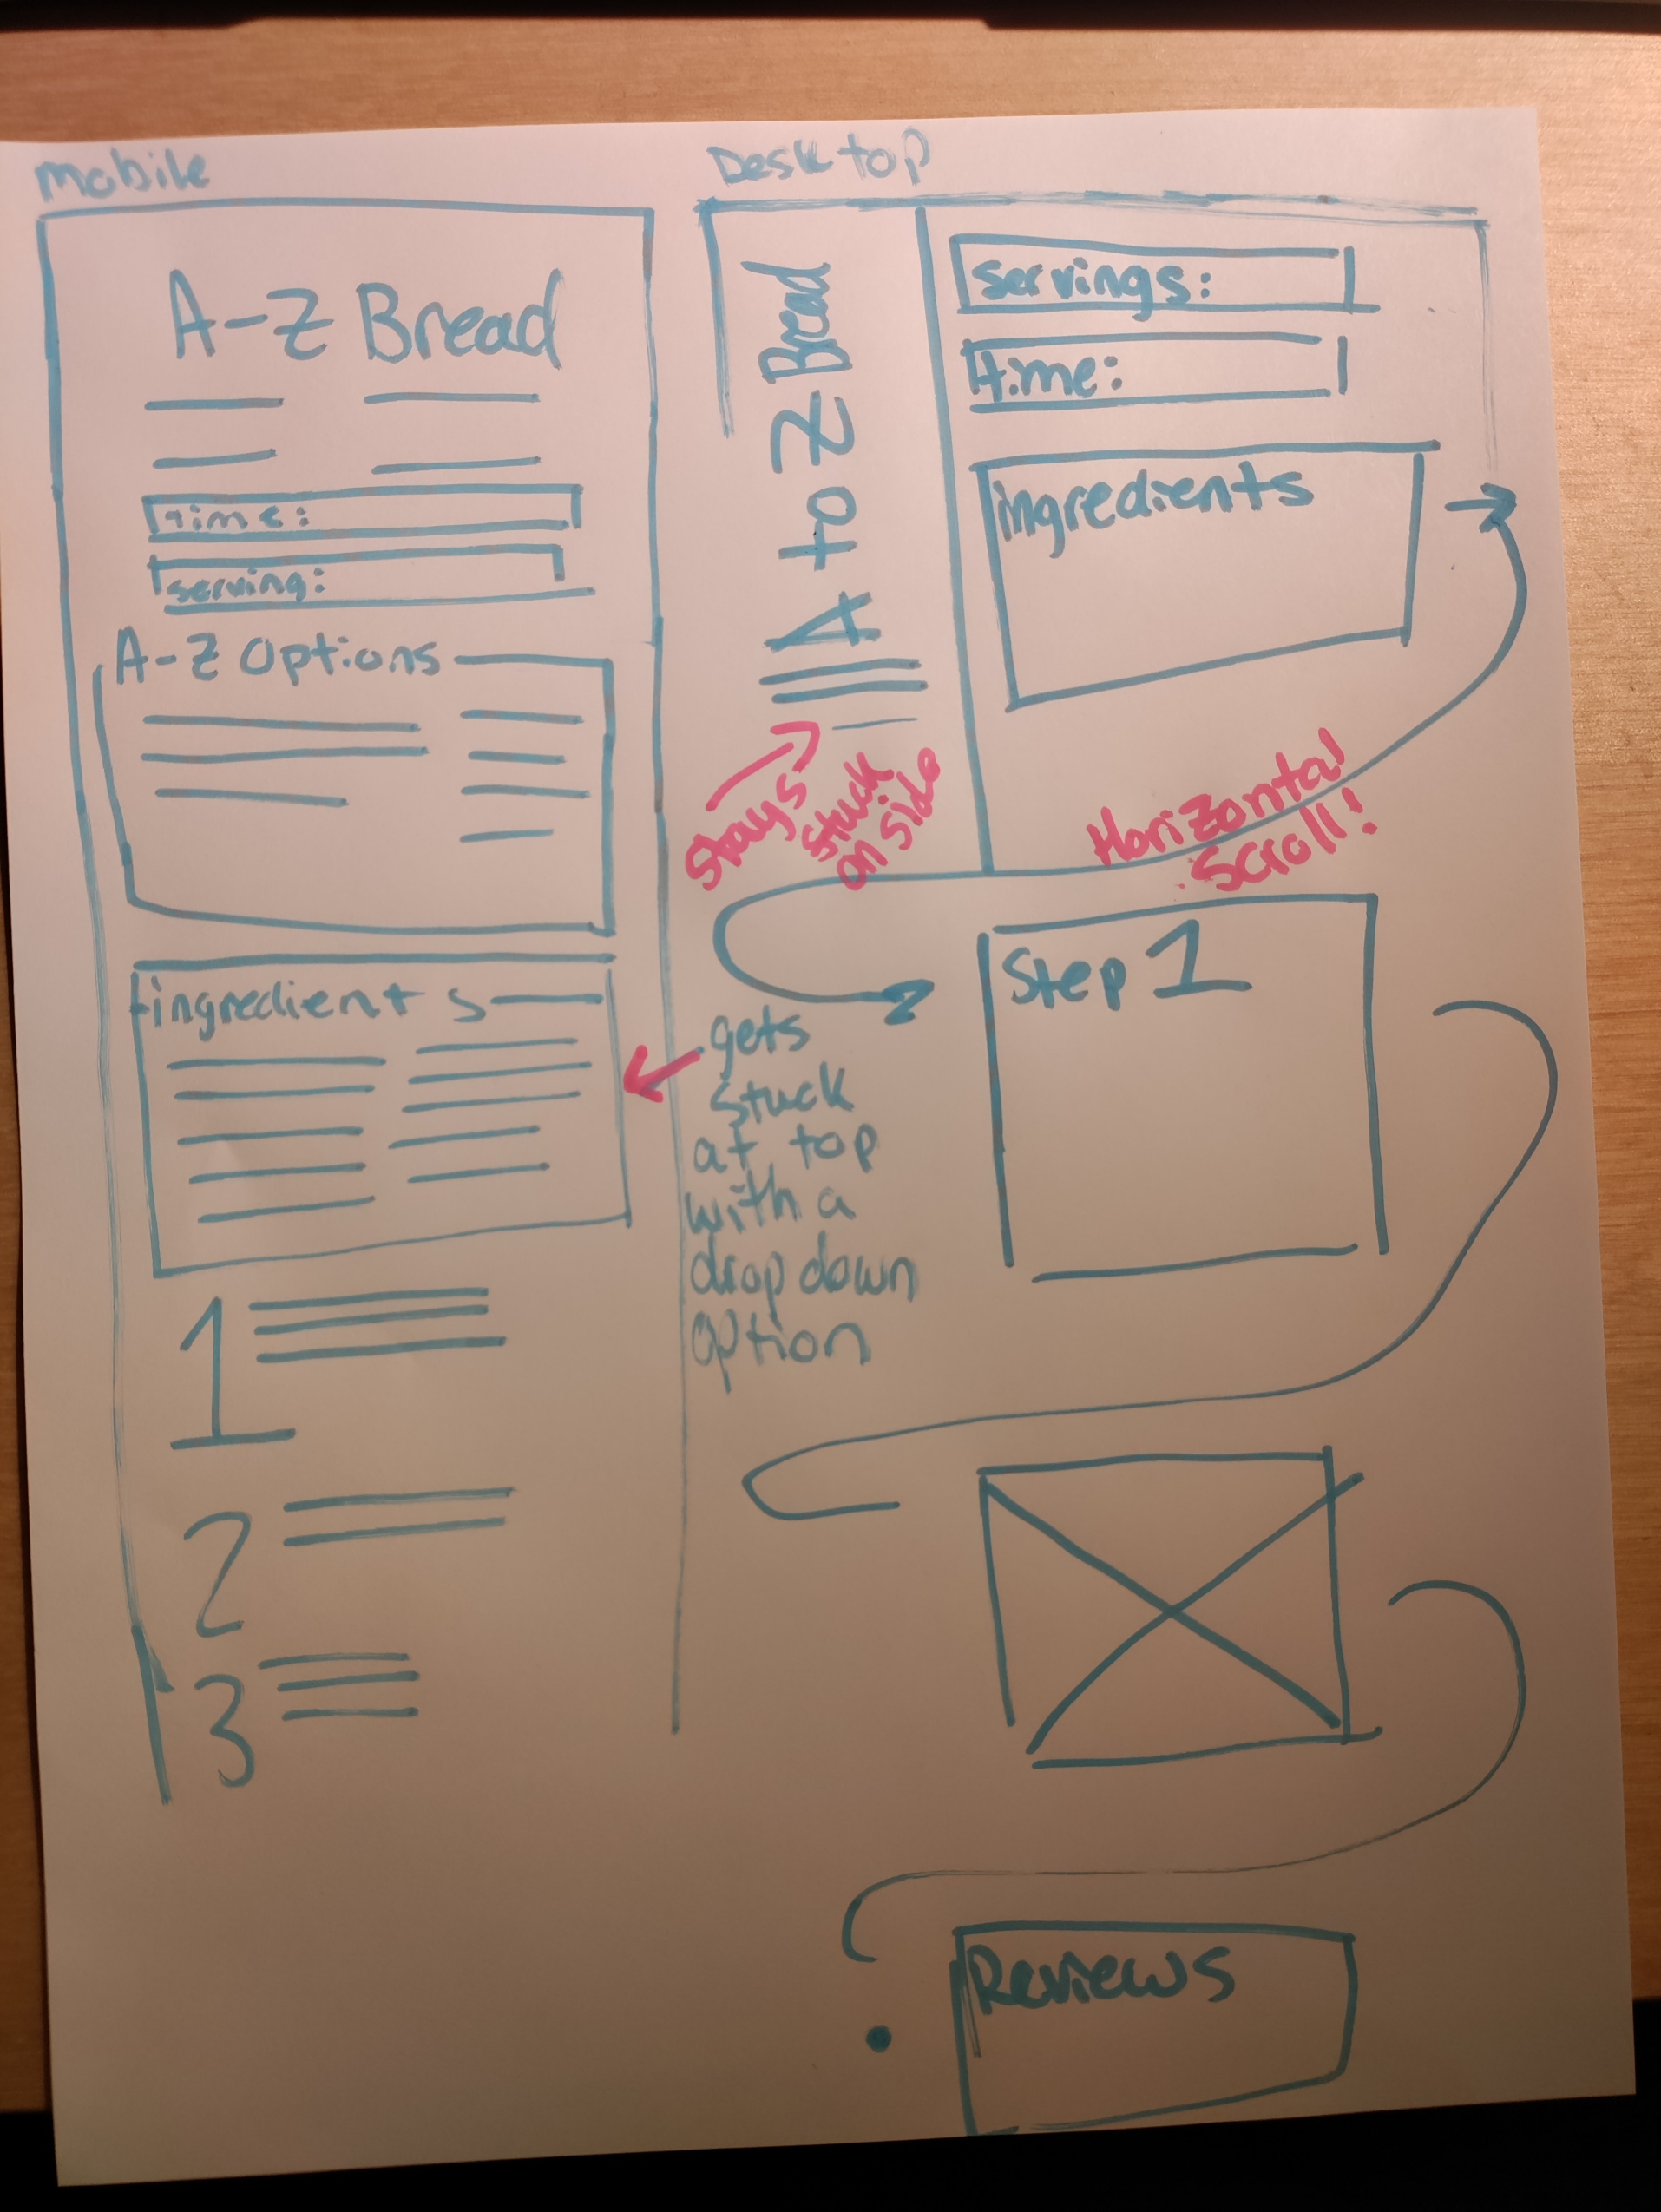 Mobile
A-Z Bread
Time:
serving:
A-Z Options
ingredients
1
2
3
Desktop
A to Z Bread
servings:
time:
ingredients
Stays
stuck
on side
Horizontal
Scroll!
gets
stuck
at top
with a
drop down
option
Step 1
Reviews